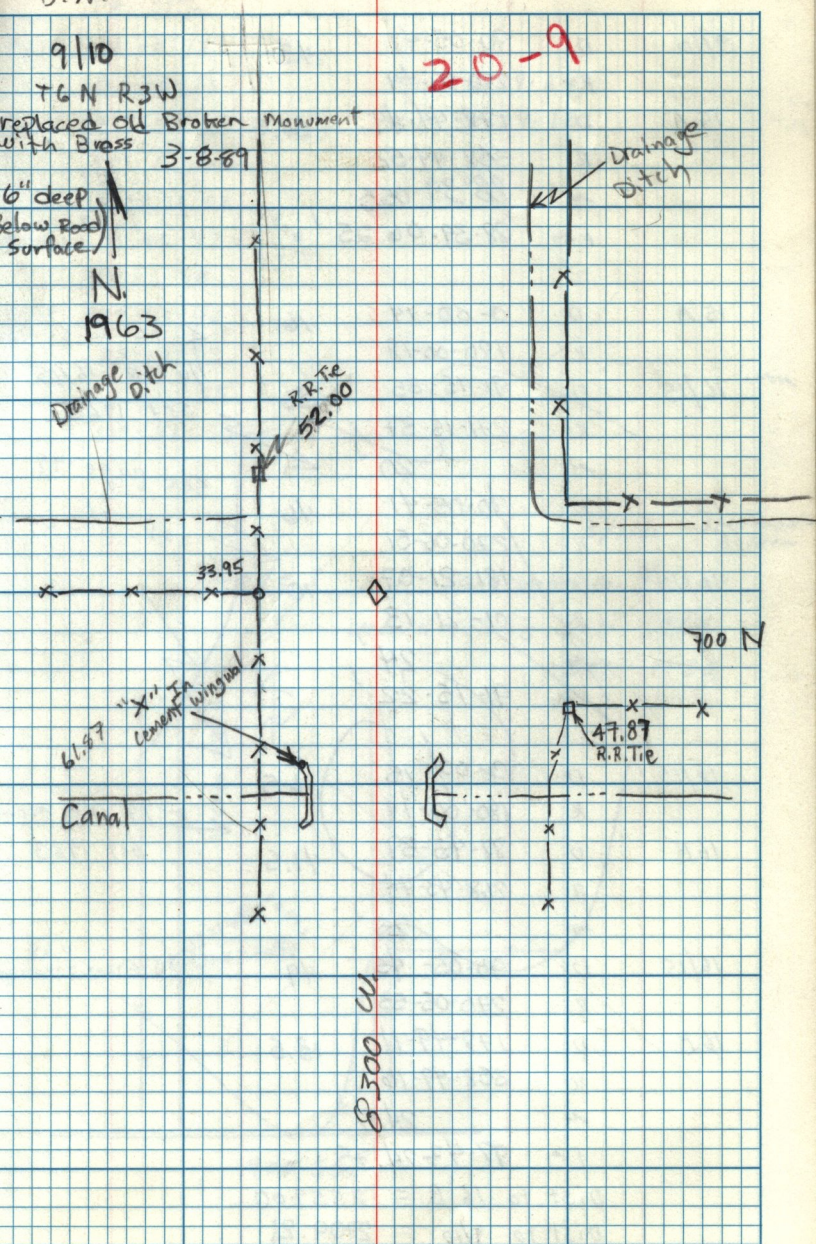 9/10
20-9
T6N R3W
replaced Old Broken Monument
with Brass 3-8-89
6" deep
Below Road)
Surface)
N.
1963
Drainage
Ditch
Drainage Ditch
R.R.Tie
52.00
33.95
700 N
"X" In
Cement Wingwal
61.87
47.87
R.R.Tie
Canal
8300 W.